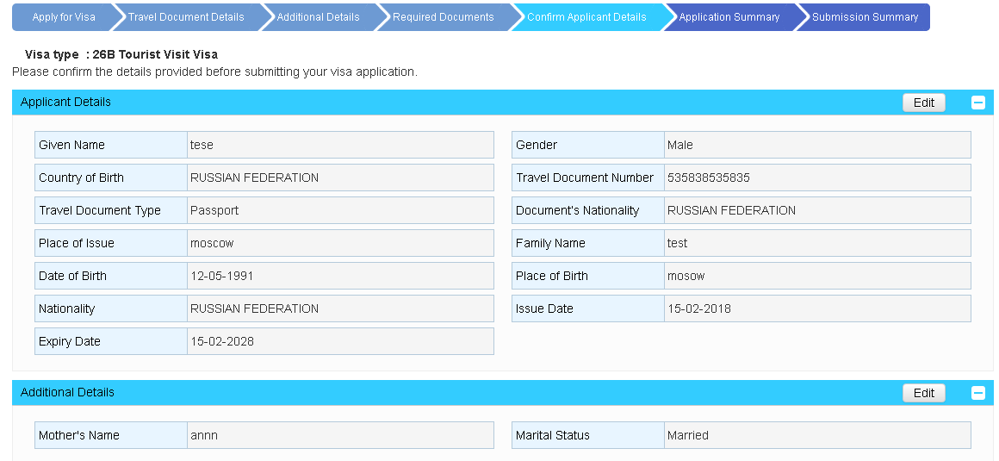 Apply for Visa Travel Document Details Additional Details Required Documents Confirm Applicant Details Application Summary Submission Summary
Visa type : 26B Tourist Visit Visa
Please confirm the details provided before submitting your visa application.
Applicant Details Edit
Given Name tese Gender Male
Country of Birth RUSSIAN FEDERATION Travel Document Number 535838535835
Travel Document Type Passport Document's Nationality RUSSIAN FEDERATION
Place of Issue moscow Family Name test
Date of Birth 12-05-1991 Place of Birth mosow
Nationality RUSSIAN FEDERATION Issue Date 15-02-2018
Expiry Date 15-02-2028
Additional Details Edit
Mother's Name annn Marital Status Married